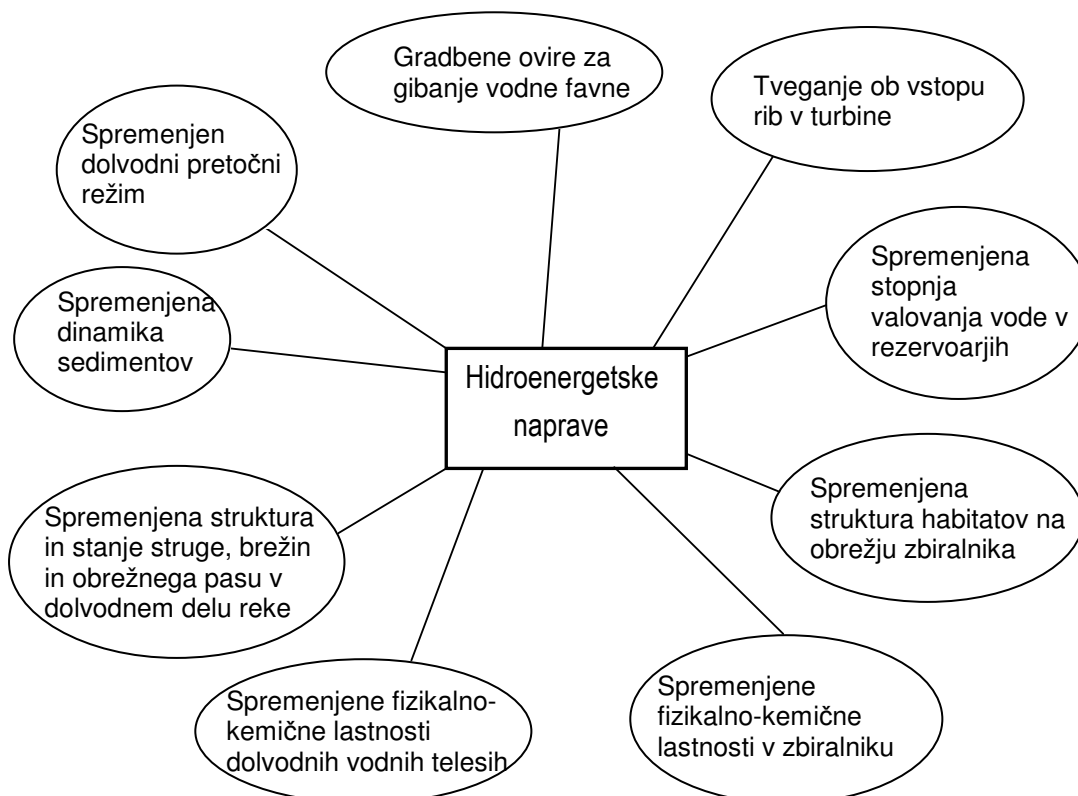 Gradbene ovire za
gibanje vodne favne
Tveganje ob vstopu
rib v turbine
Spremenjen
dolvodni pretočni
režim
Spremenjena
stopnja
valovanja vode v
rezervoarjih
Spremenjena
dinamika
sedimentov
Hidroenergetske
naprave
Spremenjena
struktura habitatov na
obrežju zbiralnika
Spremenjena struktura
in stanje struge, brežin
in obrežnega pasu v
dolvodnem delu reke
Spremenjene fizikalno-
kemične lastnosti
dolvodnih vodnih telesih
Spremenjene
fizikalno-kemične
lastnosti v zbiralniku